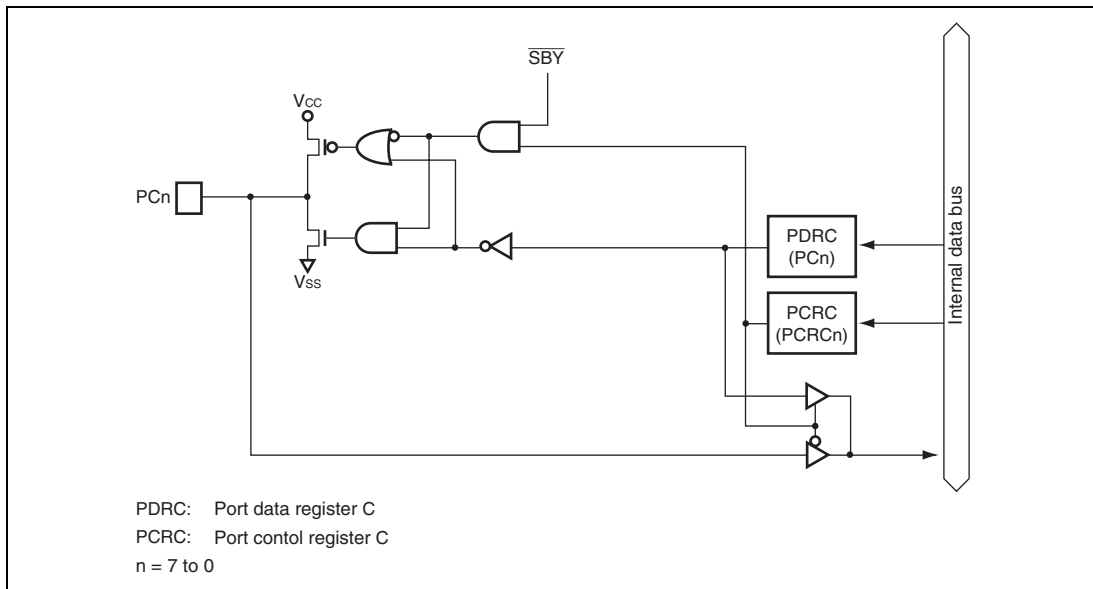 SBY
VCC
PCn
VSS
PDRC
(PCn)
PCRC
(PCRCn)
Internal data bus
PDRC: Port data register C
PCRC: Port contol register C
n = 7 to 0